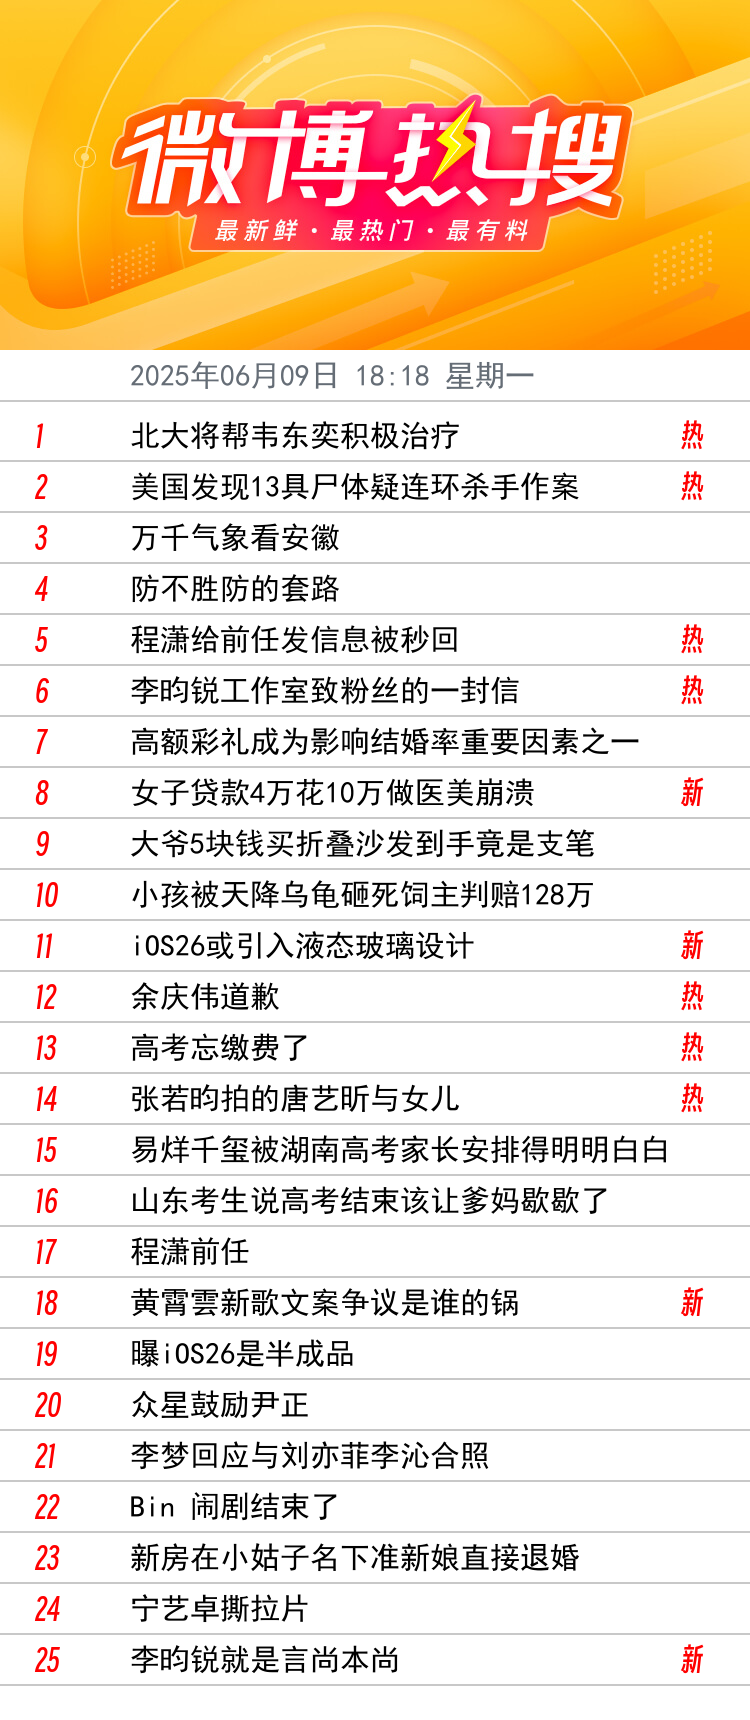 微博热搜
最新鲜·最热门·最有料
2025年06月09日 18:18 星期一
1 北大将帮韦东奕积极治疗 热
2 美国发现13具尸体疑连环杀手作案 热
3 万千气象看安徽
4 防不胜防的套路
5 程潇给前任发信息被秒回 热
6 李昀锐工作室致粉丝的一封信 热
7 高额彩礼成为影响结婚率重要因素之一
8 女子贷款4万花10万做医美崩溃 新
9 大爷5块钱买折叠沙发到手竟是支笔
10 小孩被天降乌龟砸死饲主判赔128万
11 iOS26或引入液态玻璃设计 新
12 余庆伟道歉 热
13 高考忘缴费了 热
14 张若昀拍的唐艺昕与女儿 热
15 易烊千玺被湖南高考家长安排得明明白白
16 山东考生说高考结束该让爹妈歇歇了
17 程潇前任
18 黄霄雲新歌文案争议是谁的锅 新
19 曝iOS26是半成品
20 众星鼓励尹正
21 李梦回应与刘亦菲李沁合照
22 Bin 闹剧结束了
23 新房在小姑子名下准新娘直接退婚
24 宁艺卓撕拉片
25 李昀锐就是言尚本尚 新